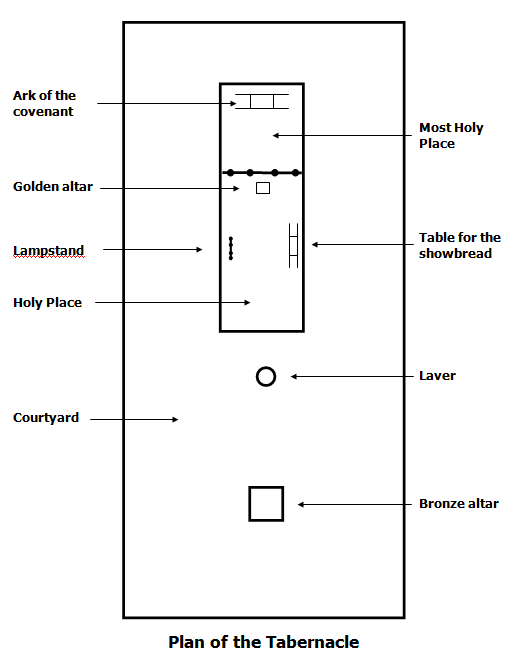 Ark of the
covenant
Most Holy
Place
Golden altar
Lampstand
Table for the
showbread
Holy Place
Laver
Courtyard
Bronze altar
Plan of the Tabernacle